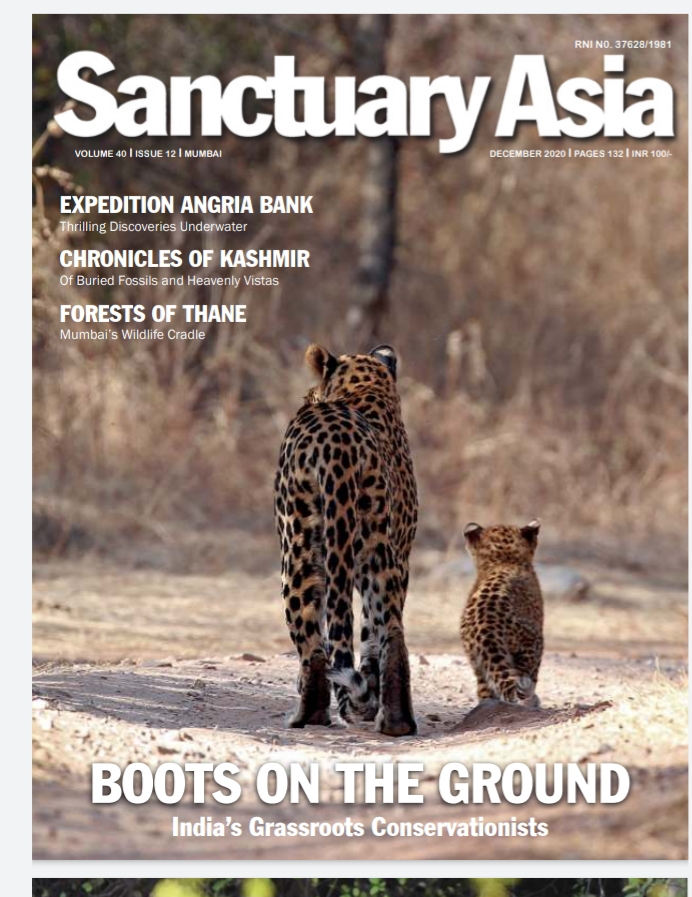 RNI NO. 37628/1981
Sanctuary Asia
VOLUME 40 I ISSUE 12 I MUMBAI
DECEMBER 2020 I PAGES 132 I INR 100/-
EXPEDITION ANGRIA BANK
Thrilling Discoveries Underwater
CHRONICLES OF KASHMIR
Of Buried Fossils and Heavenly Vistas
FORESTS OF THANE
Mumbai's Wildlife Cradle
BOOTS ON THE GROUND
India's Grassroots Conservationists